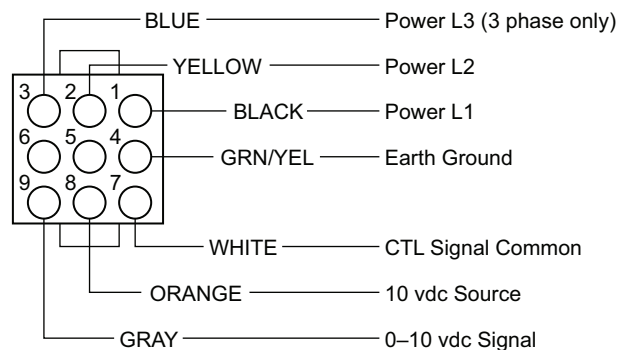 BLUE Power L3 (3 phase only)
YELLOW Power L2
3 2 1
BLACK Power L1
6 5 4
GRN/YEL Earth Ground
9 8 7
WHITE CTL Signal Common
ORANGE 10 vdc Source
GRAY 0–10 vdc Signal